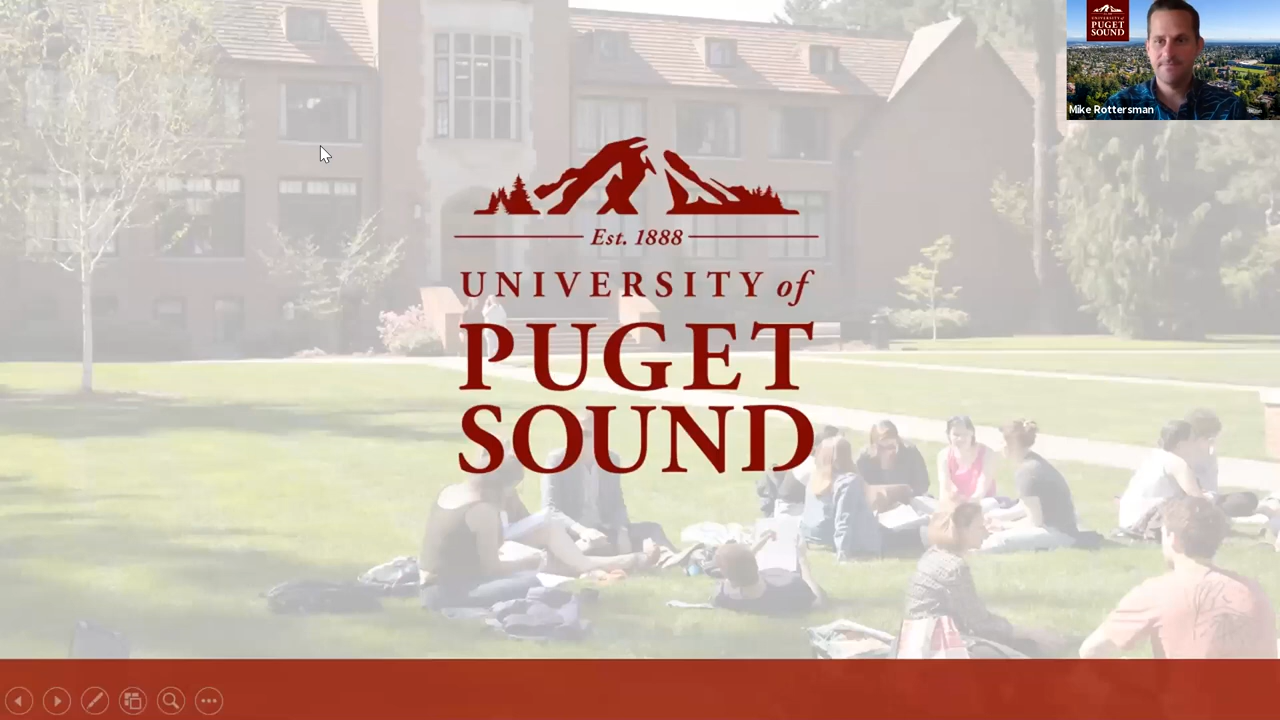 UNIVERSITY of
PUGET
SOUND
Mike Rottersman
Est. 1888
UNIVERSITY of
PUGET
SOUND